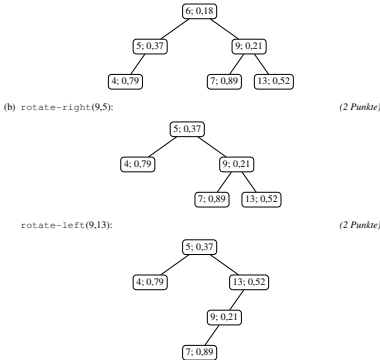 6; 0,18
5; 0,37 9; 0,21
4; 0,79 7; 0,89 13; 0,52
(b) rotate-right(9,5): (2 Punkte)
5; 0,37
4; 0,79 9; 0,21
7; 0,89 13; 0,52
rotate-left(9,13): (2 Punkte)
5; 0,37
4; 0,79 13; 0,52
9; 0,21
7; 0,89